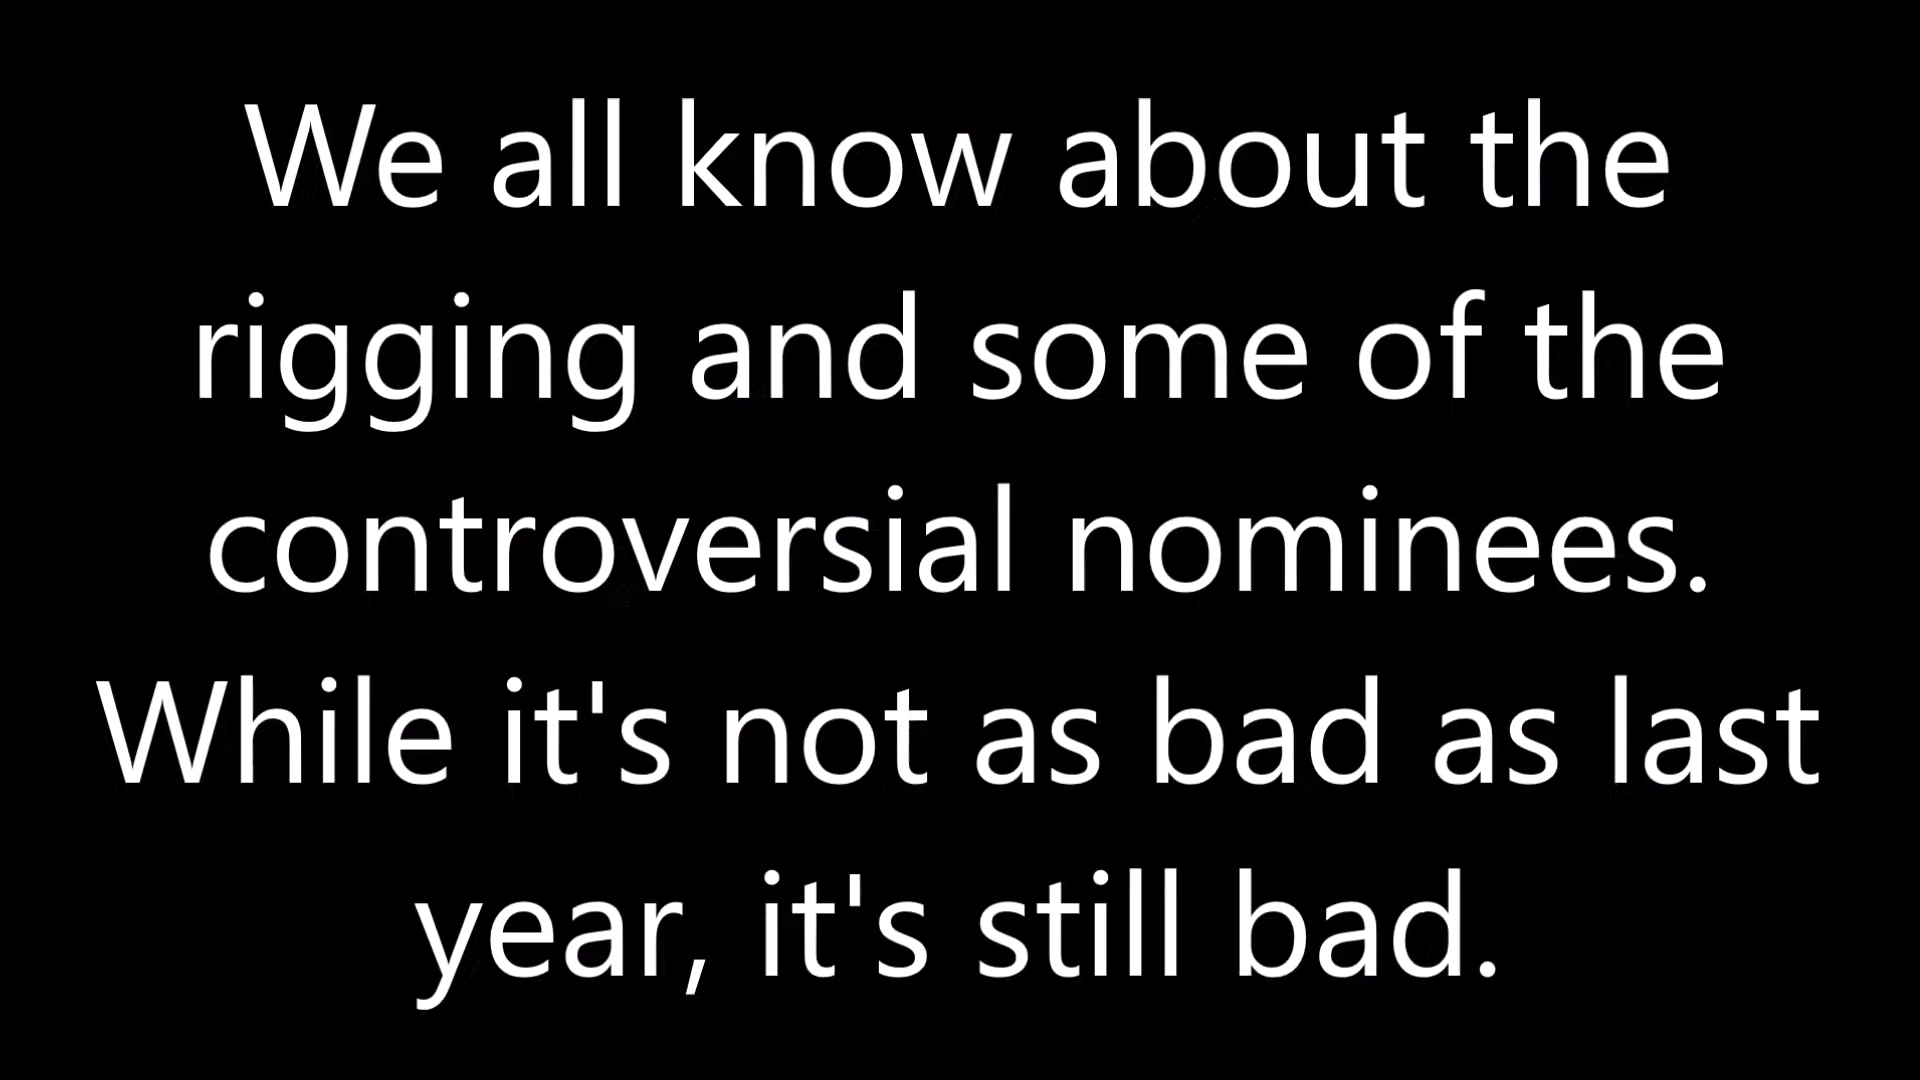 We all know about the
rigging and some of the
controversial nominees.
While it's not as bad as last
year, it's still bad.